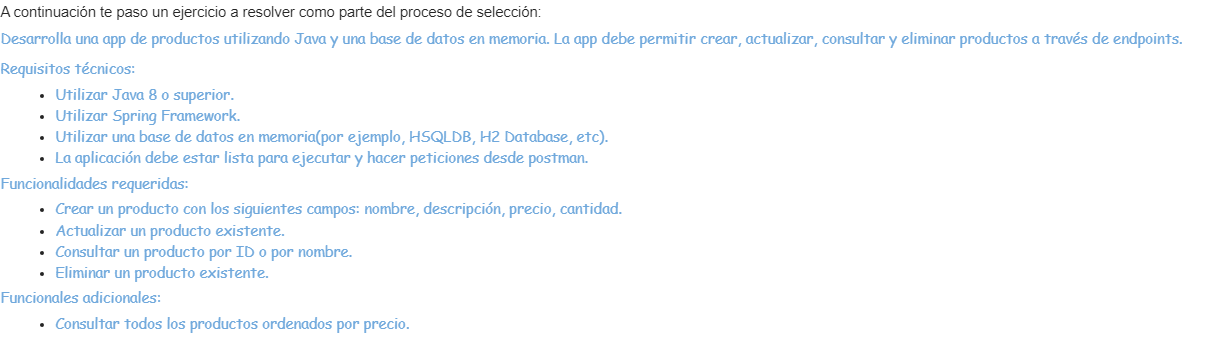 A continuación te paso un ejercicio a resolver como parte del proceso de selección:
Desarrolla una app de productos utilizando Java y una base de datos en memoria. La app debe permitir crear, actualizar, consultar y eliminar productos a través de endpoints.
Requisitos técnicos:
• Utilizar Java 8 o superior.
• Utilizar Spring Framework.
• Utilizar una base de datos en memoria(por ejemplo, HSQLDB, H2 Database, etc).
• La aplicación debe estar lista para ejecutar y hacer peticiones desde postman.
Funcionalidades requeridas:
• Crear un producto con los siguientes campos: nombre, descripción, precio, cantidad.
• Actualizar un producto existente.
• Consultar un producto por ID o por nombre.
• Eliminar un producto existente.
Funcionales adicionales:
• Consultar todos los productos ordenados por precio.